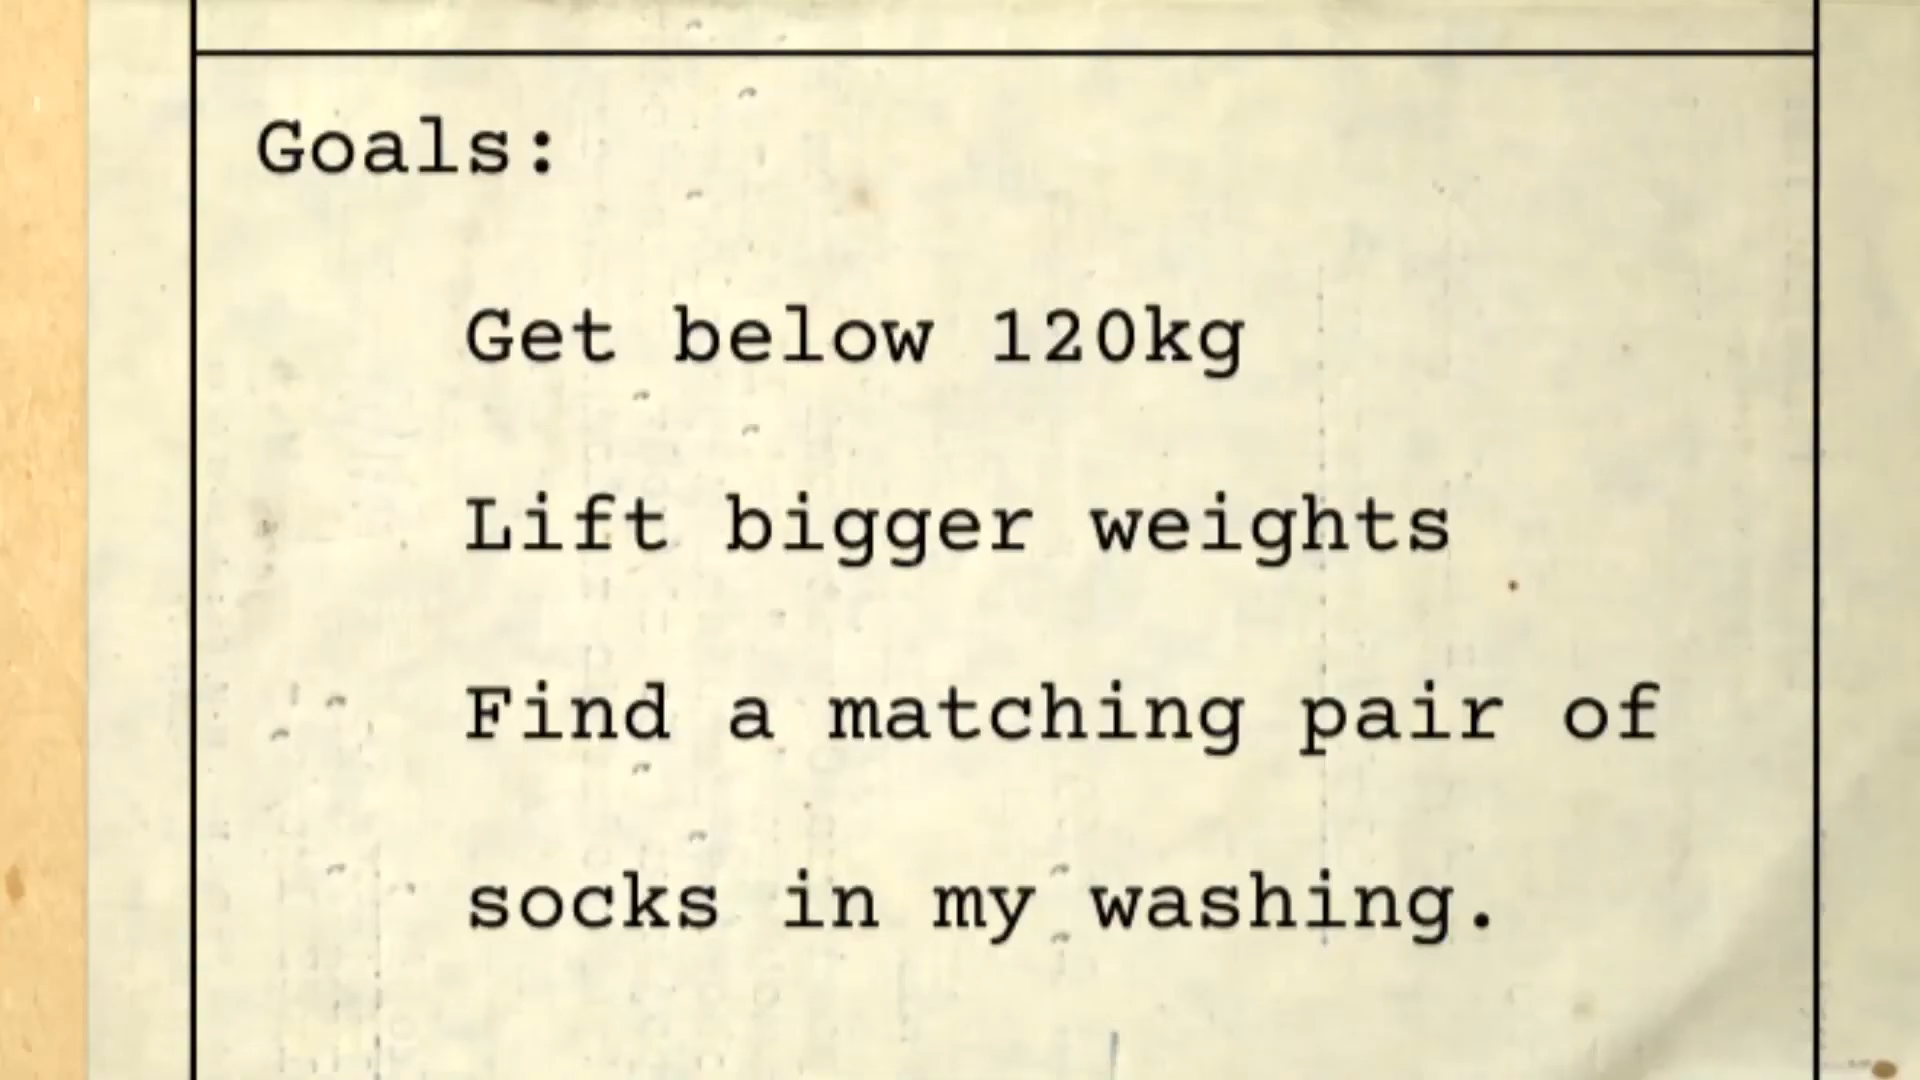 Goals:
Get below 120kg
Lift bigger weights
Find a matching pair of
socks in my washing.